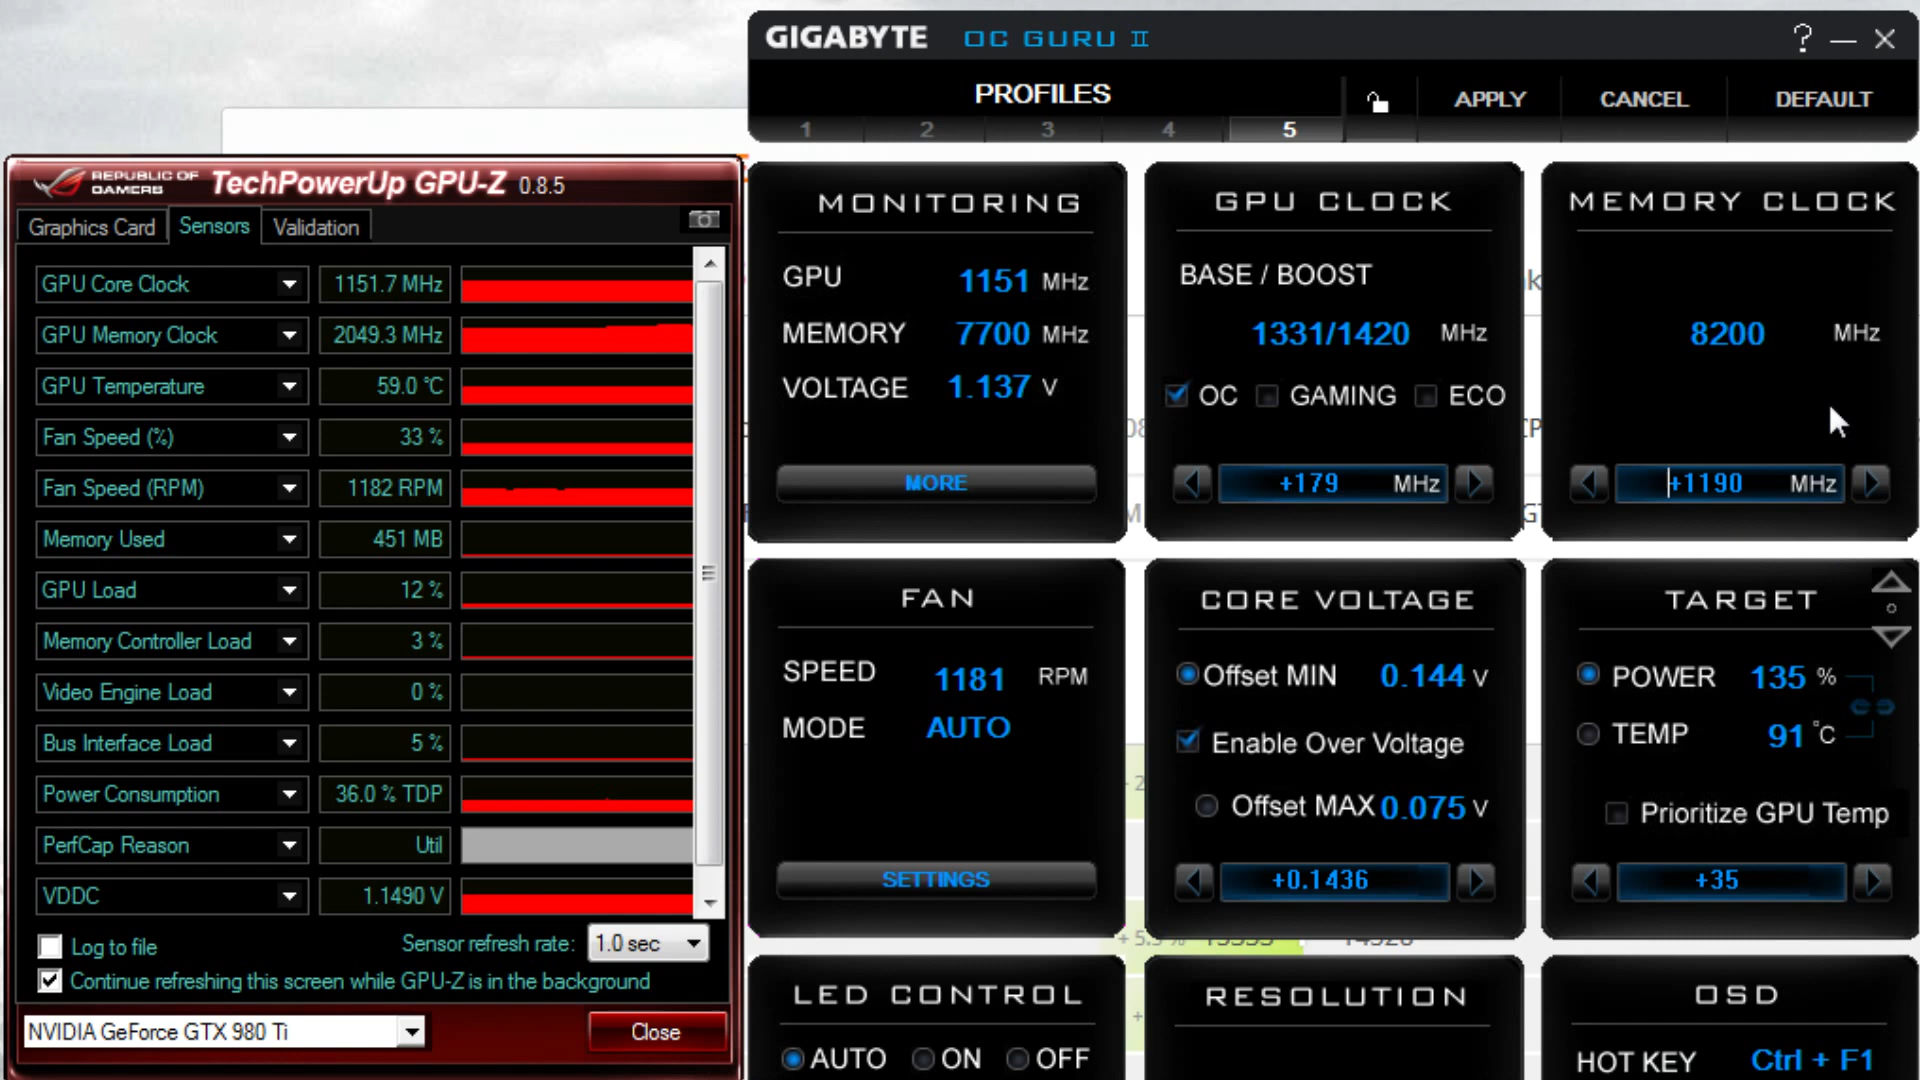 GIGABYTE OC GURU II
?
PROFILES
APPLY
CANCEL
DEFAULT
1 2 3 4 5
REPUBLIC OF
GAMERS
TechPowerUp GPU-Z 0.8.5
Graphics Card
Sensors
Validation
GPU Core Clock 1151.7 MHz
GPU Memory Clock 2049.3 MHz
GPU Temperature 59.0 °C
Fan Speed (%) 33 %
Fan Speed (RPM) 1182 RPM
Memory Used 451 MB
GPU Load 12 %
Memory Controller Load 3 %
Video Engine Load 0 %
Bus Interface Load 5 %
Power Consumption 36.0 % TDP
PerfCap Reason Util
VDDC 1.1490 V
Log to file
Sensor refresh rate: 1.0 sec
Continue refreshing this screen while GPU-Z is in the background
NVIDIA GeForce GTX 980 Ti
Close
MONITORING
GPU 1151 MHz
MEMORY 7700 MHz
VOLTAGE 1.137 V
MORE
GPU CLOCK
BASE / BOOST
1331/1420 MHz
OC GAMING ECO
+179 MHz
MEMORY CLOCK
8200 MHz
+1190 MHz
FAN
SPEED 1181 RPM
MODE AUTO
SETTINGS
CORE VOLTAGE
Offset MIN 0.144 V
Enable Over Voltage
Offset MAX 0.075 V
+0.1436
TARGET
POWER 135 %
TEMP 91 °C
Prioritize GPU Temp
+35
LED CONTROL
AUTO ON OFF
RESOLUTION
OSD
HOT KEY Ctrl + F1